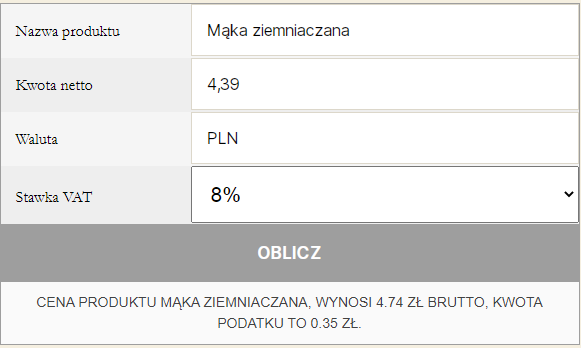 Nazwa produktu Mąka ziemniaczana
Kwota netto 4,39
Waluta PLN
Stawka VAT 8%
OBLICZ
CENA PRODUKTU MĄKA ZIEMNIACZANA, WYNOSI 4.74 ZŁ BRUTTO, KWOTA
PODATKU TO 0.35 ZŁ.